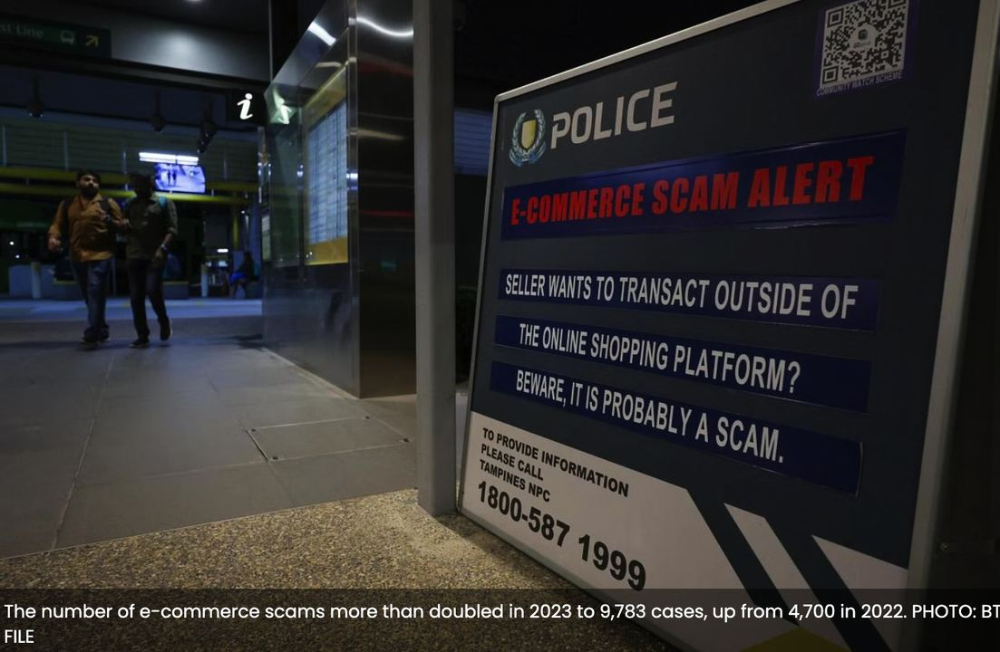 st Line
i
POLICE
COMMUNITY WATCH SCHEME
E-COMMERCE SCAM ALERT
SELLER WANTS TO TRANSACT OUTSIDE OF
THE ONLINE SHOPPING PLATFORM?
BEWARE, IT IS PROBABLY A SCAM.
TO PROVIDE INFORMATION
PLEASE CALL
TAMPINES NPC
1800-587 1999
The number of e-commerce scams more than doubled in 2023 to 9,783 cases, up from 4,700 in 2022. PHOTO: BT
FILE